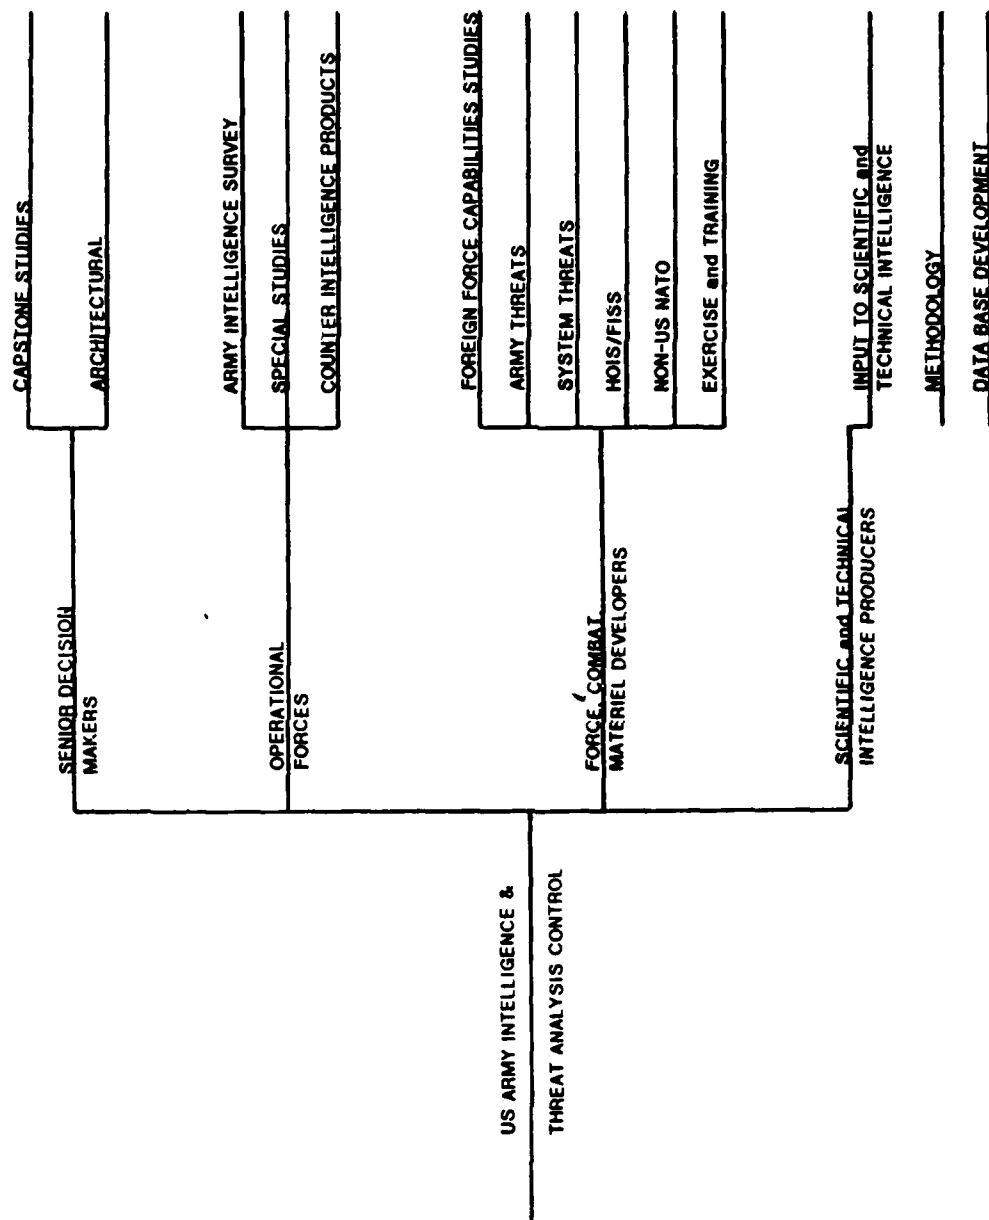 US ARMY INTELLIGENCE &
THREAT ANALYSIS CONTROL
SENIOR DECISION
MAKERS
CAPSTONE STUDIES
ARCHITECTURAL
OPERATIONAL
FORCES
ARMY INTELLIGENCE SURVEY
SPECIAL STUDIES
COUNTER INTELLIGENCE PRODUCTS
FORCE, COMBAT,
MATERIEL DEVELOPERS
FOREIGN FORCE CAPABILITIES STUDIES
ARMY THREATS
SYSTEM THREATS
HOIS/FISS
NON-US NATO
EXERCISE and TRAINING
SCIENTIFIC and TECHNICAL
INTELLIGENCE PRODUCERS
INPUT TO SCIENTIFIC and
TECHNICAL INTELLIGENCE
METHODOLOGY
DATA BASE DEVELOPMENT